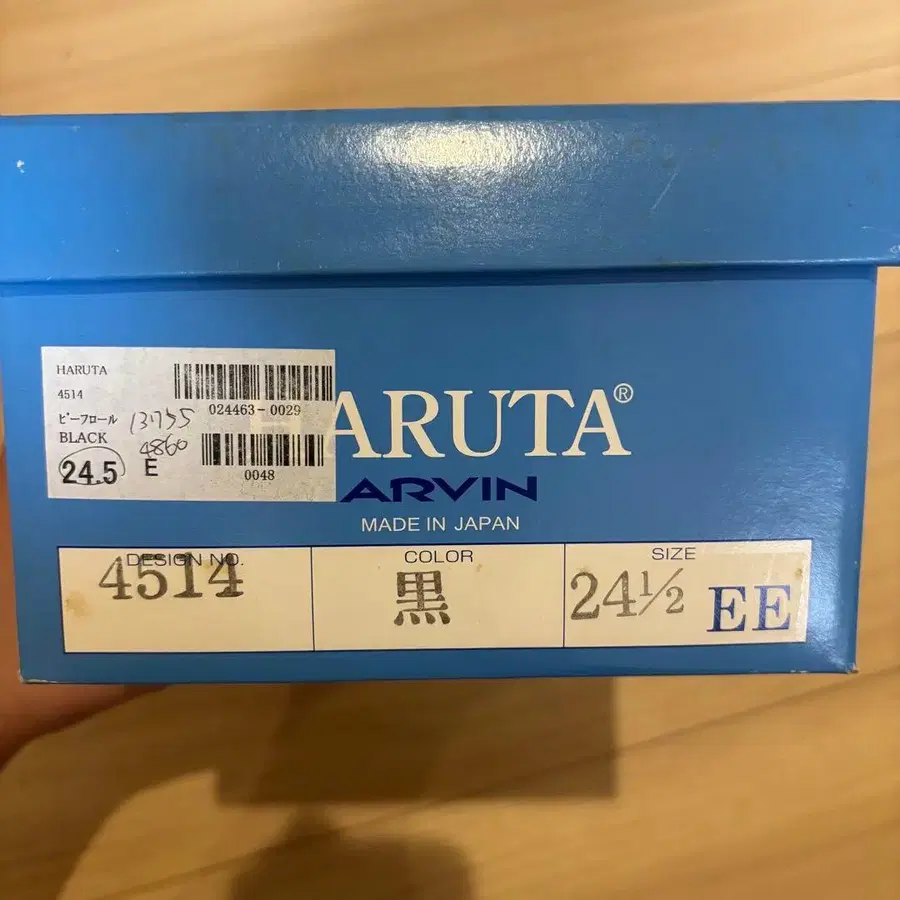 HARUTA
4514
ビーフロール
BLACK
24.5 E
4860
024463-0029
0048
HARUTA®
ARVIN
MADE IN JAPAN
DESIGN NO.
4514
COLOR
黒
SIZE
24½ EE